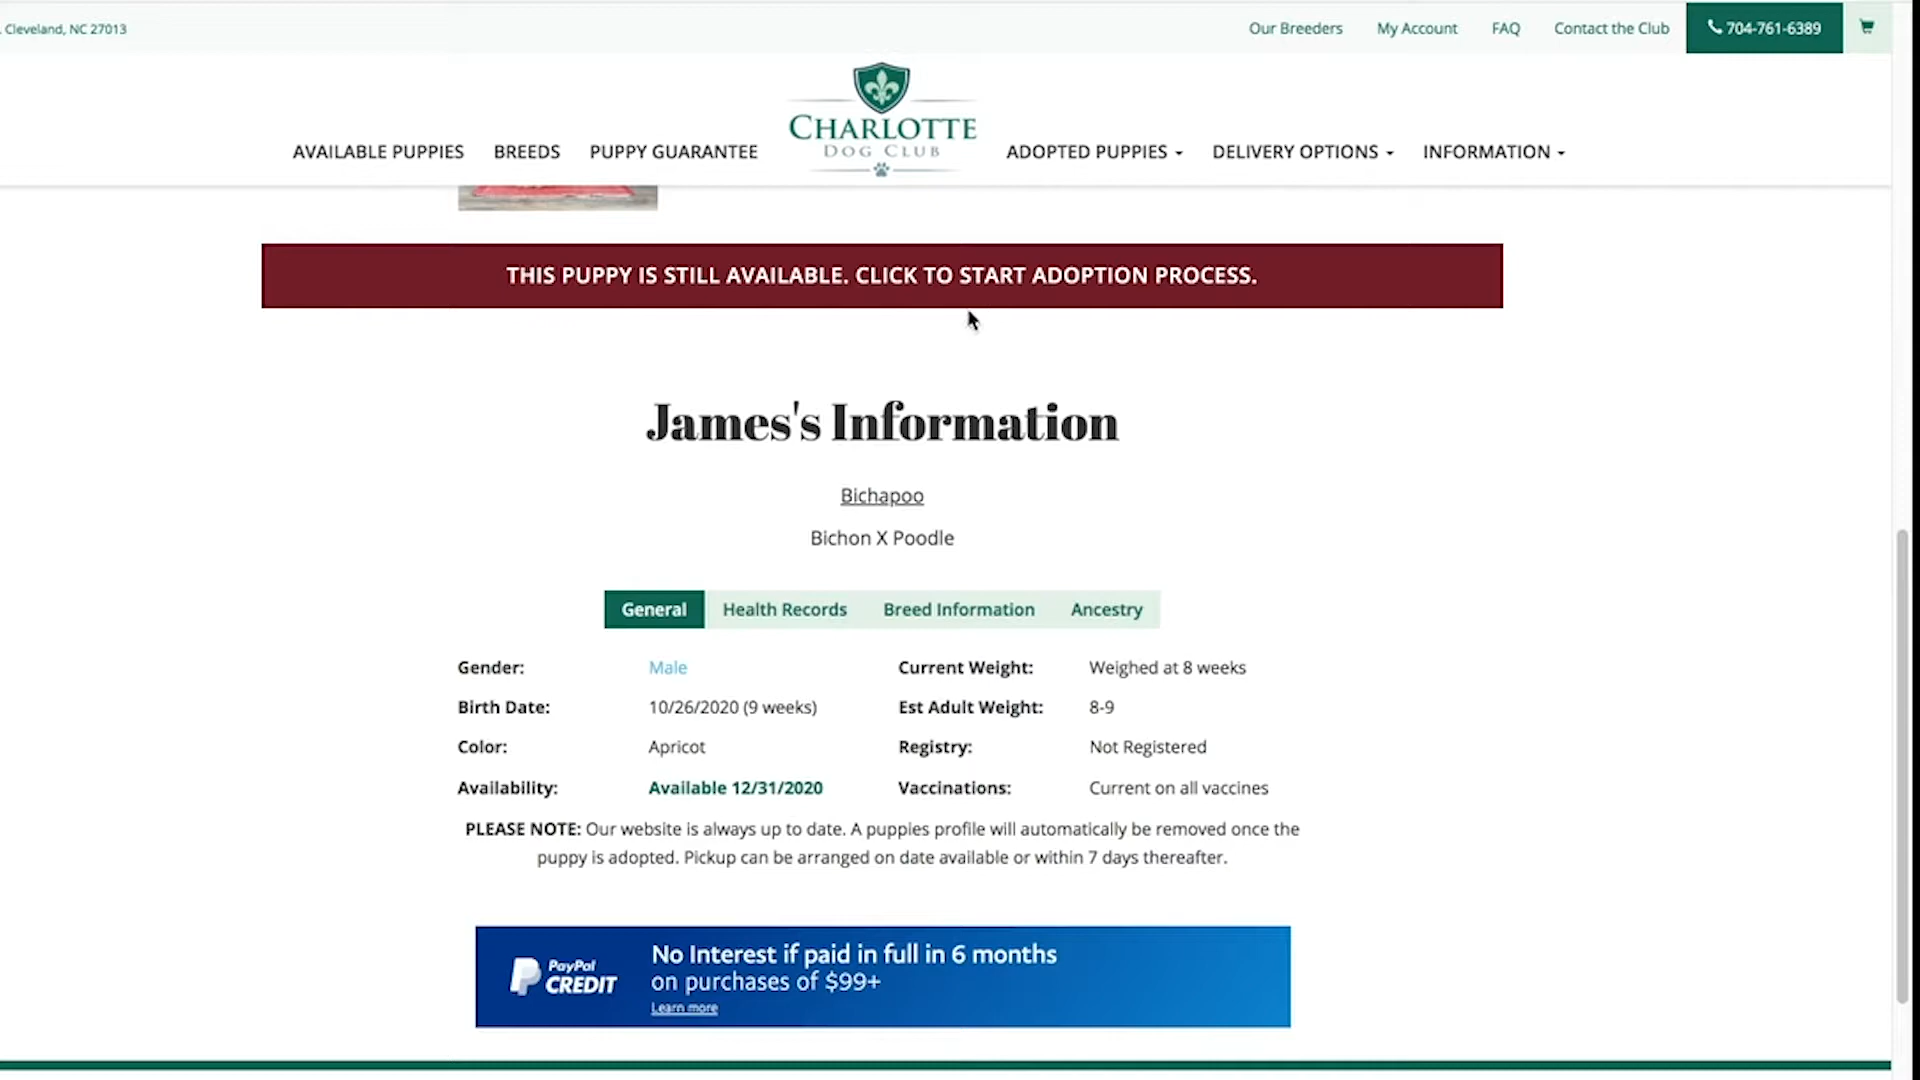 . Cleveland, NC 27013
Our Breeders My Account FAQ Contact the Club 704-761-6389
AVAILABLE PUPPIES BREEDS PUPPY GUARANTEE
CHARLOTTE
DOG CLUB
ADOPTED PUPPIES DELIVERY OPTIONS INFORMATION
THIS PUPPY IS STILL AVAILABLE. CLICK TO START ADOPTION PROCESS.
James's Information
Bichapoo
Bichon X Poodle
General Health Records Breed Information Ancestry
Gender: Male Current Weight: Weighed at 8 weeks
Birth Date: 10/26/2020 (9 weeks) Est Adult Weight: 8-9
Color: Apricot Registry: Not Registered
Availability: Available 12/31/2020 Vaccinations: Current on all vaccines
PLEASE NOTE: Our website is always up to date. A puppies profile will automatically be removed once the
puppy is adopted. Pickup can be arranged on date available or within 7 days thereafter.
PayPal
CREDIT
No Interest if paid in full in 6 months
on purchases of $99+
Learn more